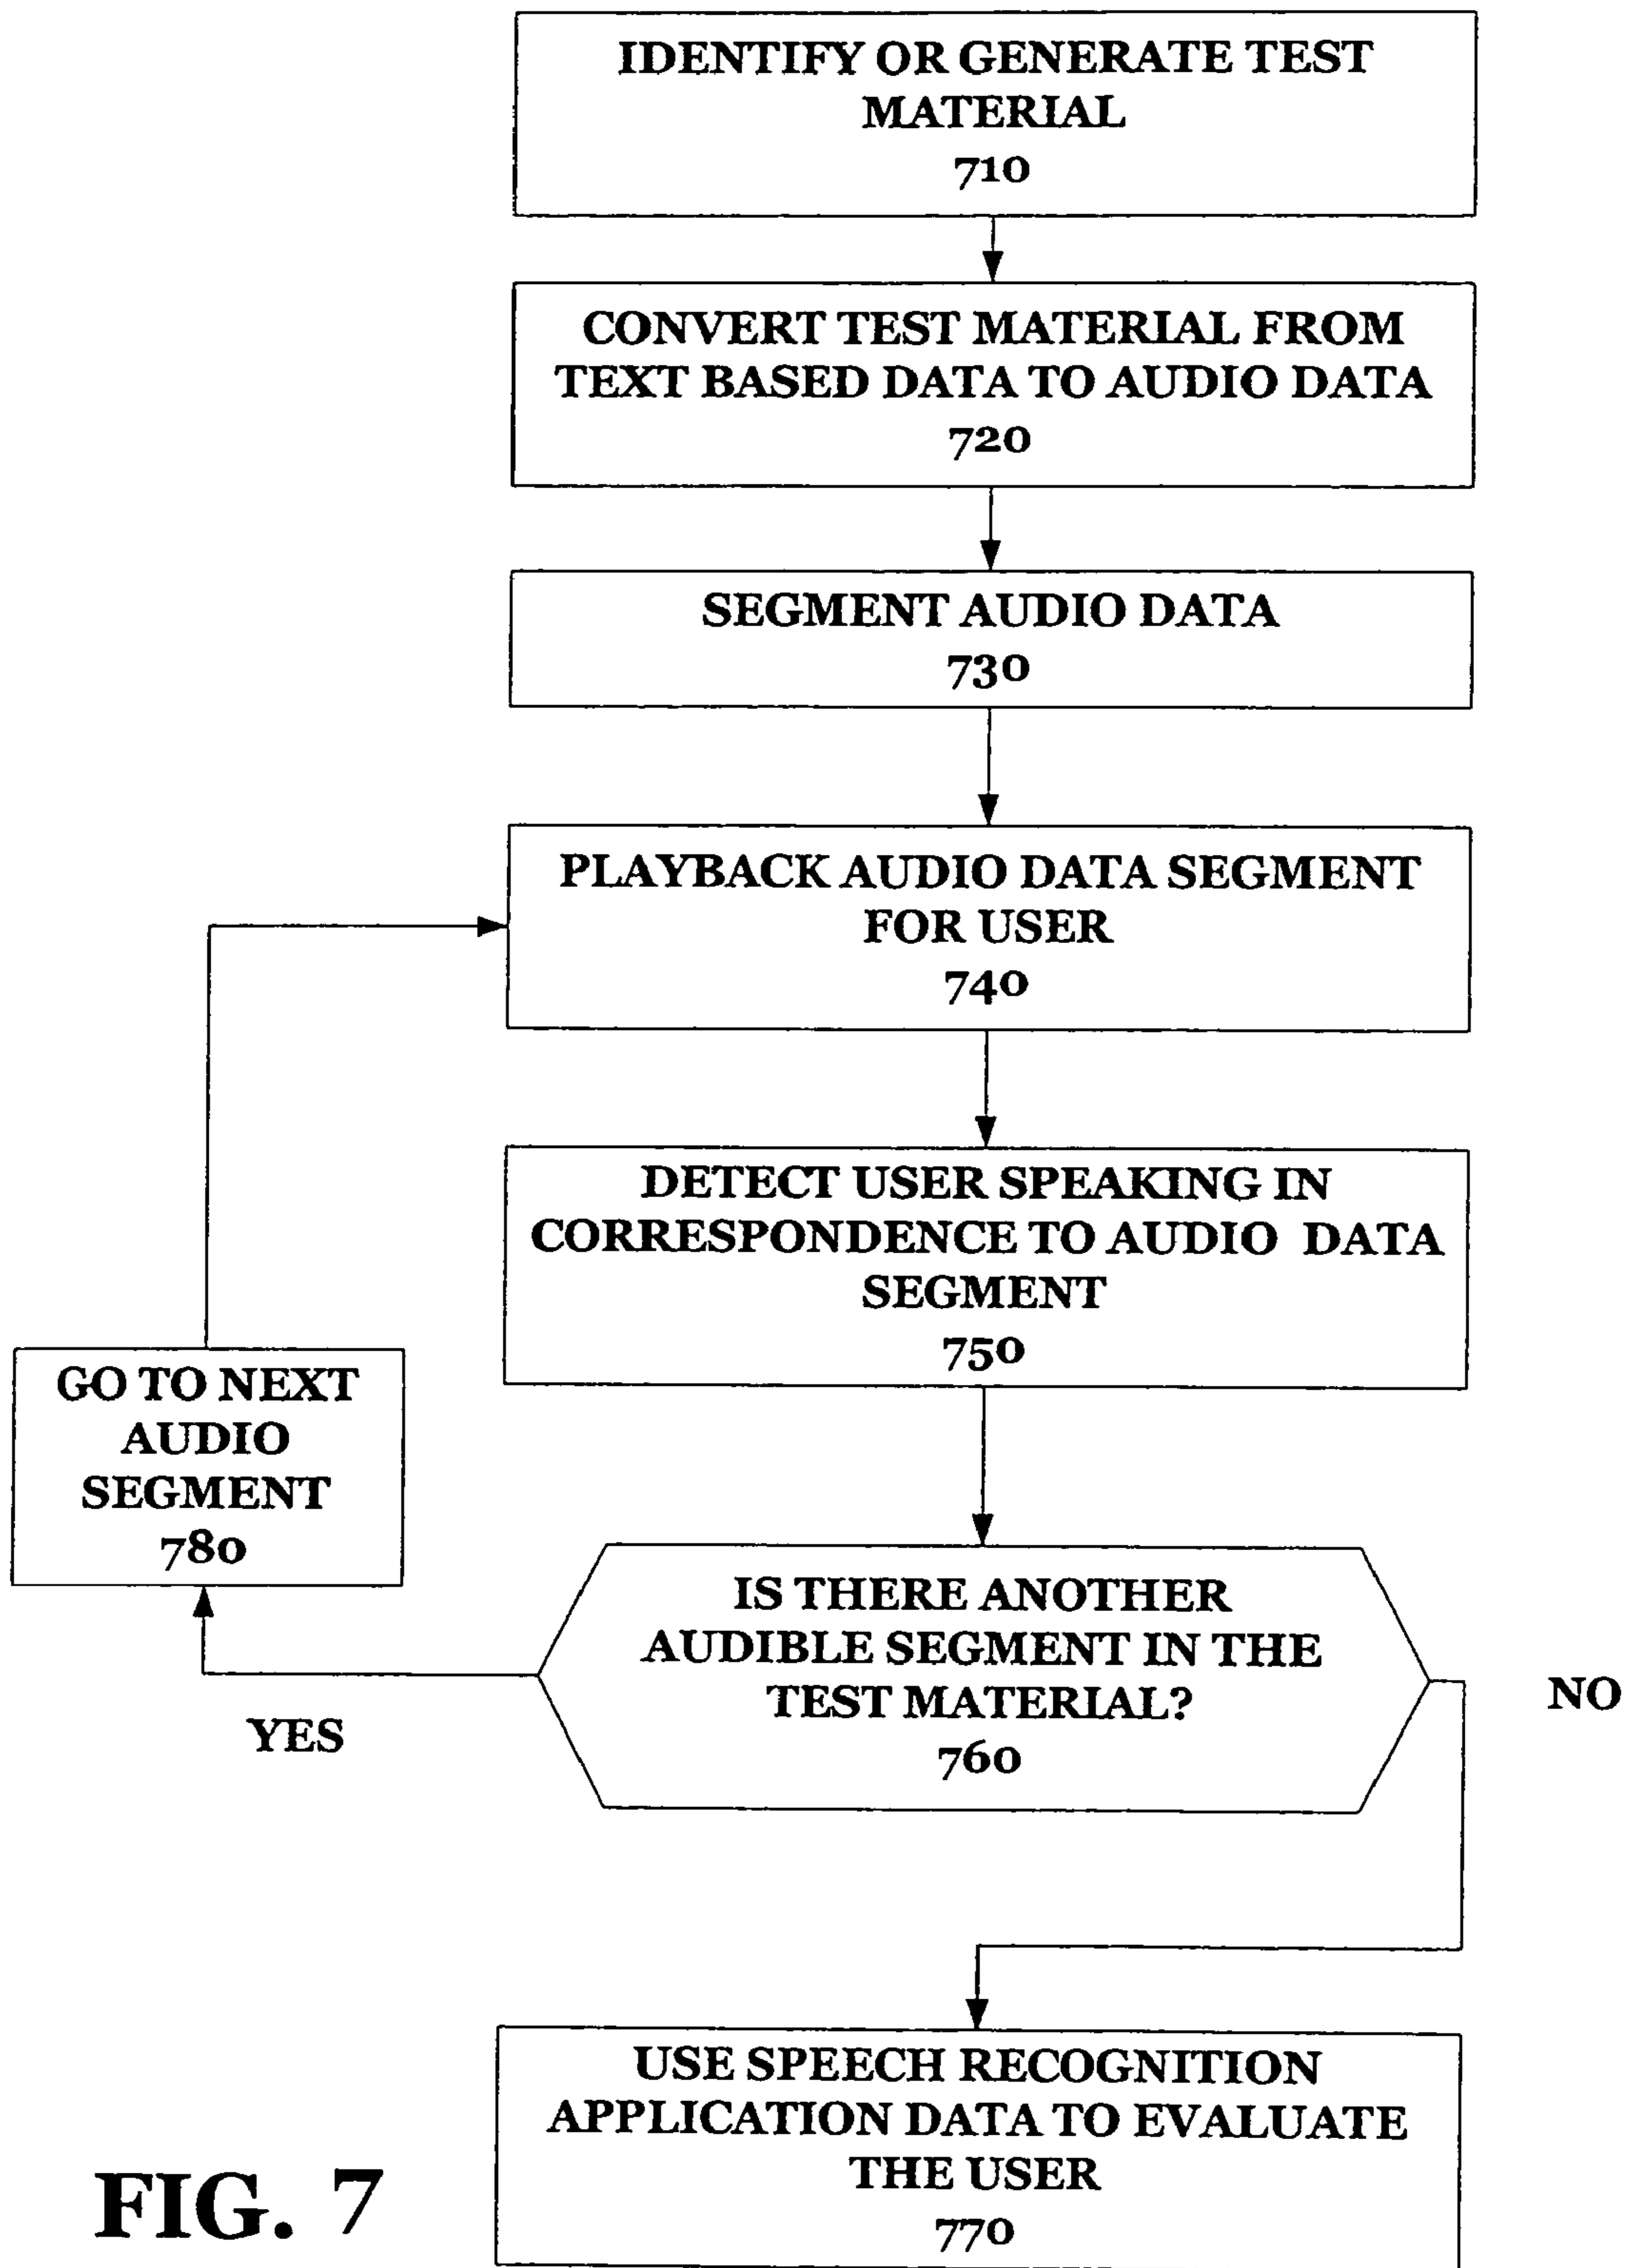 IDENTIFY OR GENERATE TEST
MATERIAL
710
CONVERT TEST MATERIAL FROM
TEXT BASED DATA TO AUDIO DATA
720
SEGMENT AUDIO DATA
730
PLAYBACK AUDIO DATA SEGMENT
FOR USER
740
DETECT USER SPEAKING IN
CORRESPONDENCE TO AUDIO DATA
SEGMENT
750
GO TO NEXT
AUDIO
SEGMENT
780
IS THERE ANOTHER
AUDIBLE SEGMENT IN THE
TEST MATERIAL?
760
YES
NO
USE SPEECH RECOGNITION
APPLICATION DATA TO EVALUATE
THE USER
770
FIG. 7